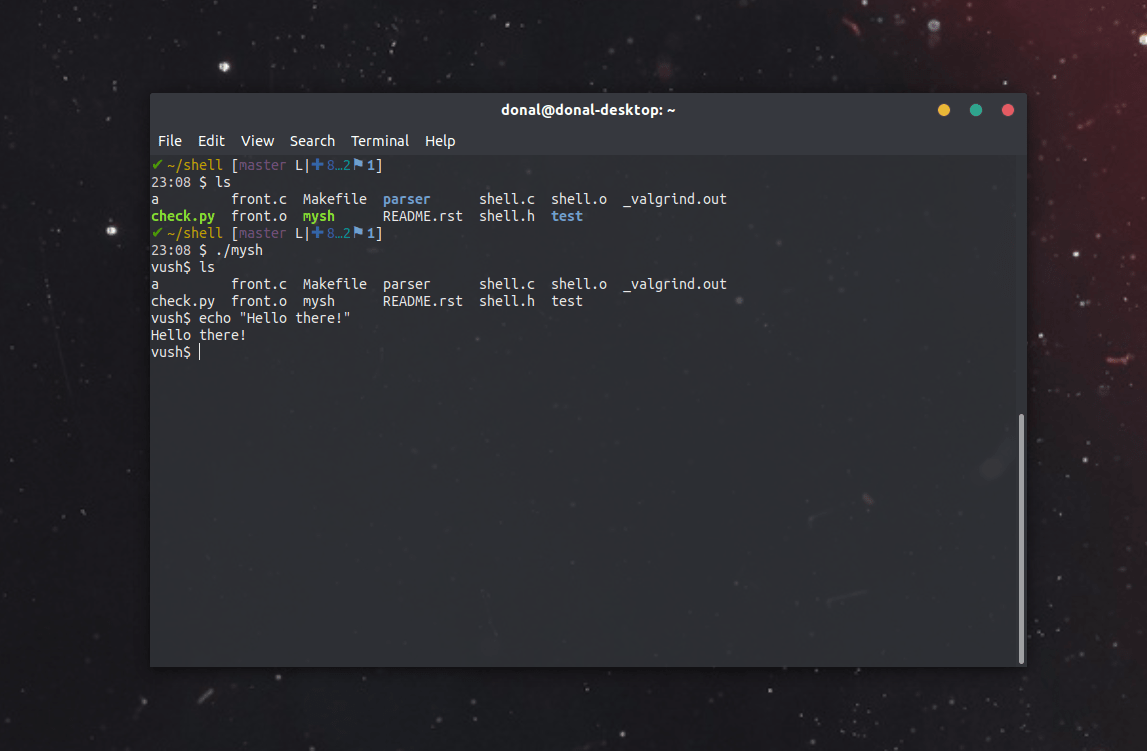 donal@donal-desktop: ~
File Edit View Search Terminal Help
✔ ~/shell [master L|✚ 8…2⚑ 1]
23:08 $ ls
a         front.c  Makefile  parser      shell.c  shell.o  _valgrind.out
check.py  front.o  mysh      README.rst  shell.h  test
✔ ~/shell [master L|✚ 8…2⚑ 1]
23:08 $ ./mysh
vush$ ls
a         front.c  Makefile  parser      shell.c  shell.o  _valgrind.out
check.py  front.o  mysh      README.rst  shell.h  test
vush$ echo "Hello there!"
Hello there!
vush$